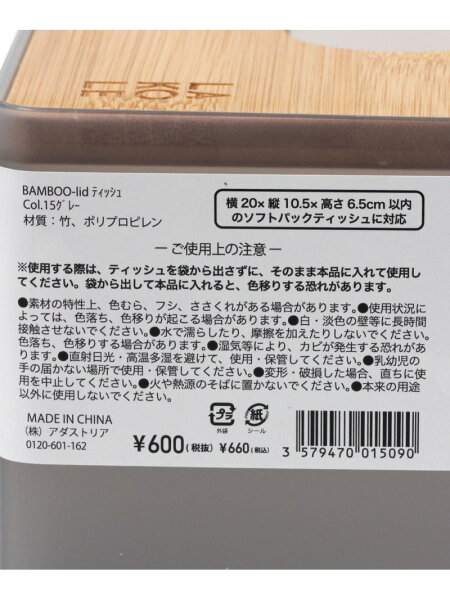 LA
KO
LE
BAMBOO-lid ティッシュ
Col.15グレー
材質：竹、ポリプロピレン
横 20× 縦 10.5× 高さ 6.5cm 以内
のソフトパックティッシュに対応
― ご使用上の注意 ―
※使用する際は、ティッシュを袋から出さずに、そのまま本品に入れて使用し
てください。袋から出して本品に入れると、色移りする恐れがあります。
●素材の特性上、色むら、フシ、ささくれがある場合があります。●使用状況に
よっては、色落ち、色移りが起こる場合があります。●白・淡色の壁等に長時間
接触させないでください。●水で濡らしたり、摩擦を加えたりしないでください。
色落ち、色移りする場合があります。●湿気等により、カビが発生する恐れがあ
ります。●直射日光・高温多湿を避けて、使用・保管してください。●乳幼児の
手の届かない場所で使用・保管してください。●変形・破損した場合、直ちに使
用を中止してください。●火や熱源のそばに置かないでください。●本来の用途
以外に使用しないでください。
MADE IN CHINA
（株）アダストリア
0120-601-162
プラ
外袋
紙
シール
¥600(税抜) ¥660(税込)
3 579470 015090